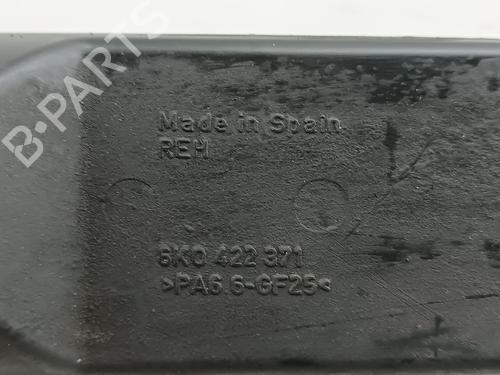 B-PARTS
Made in Spain
REH
8K0 422 371
>PA6.6-GF25<